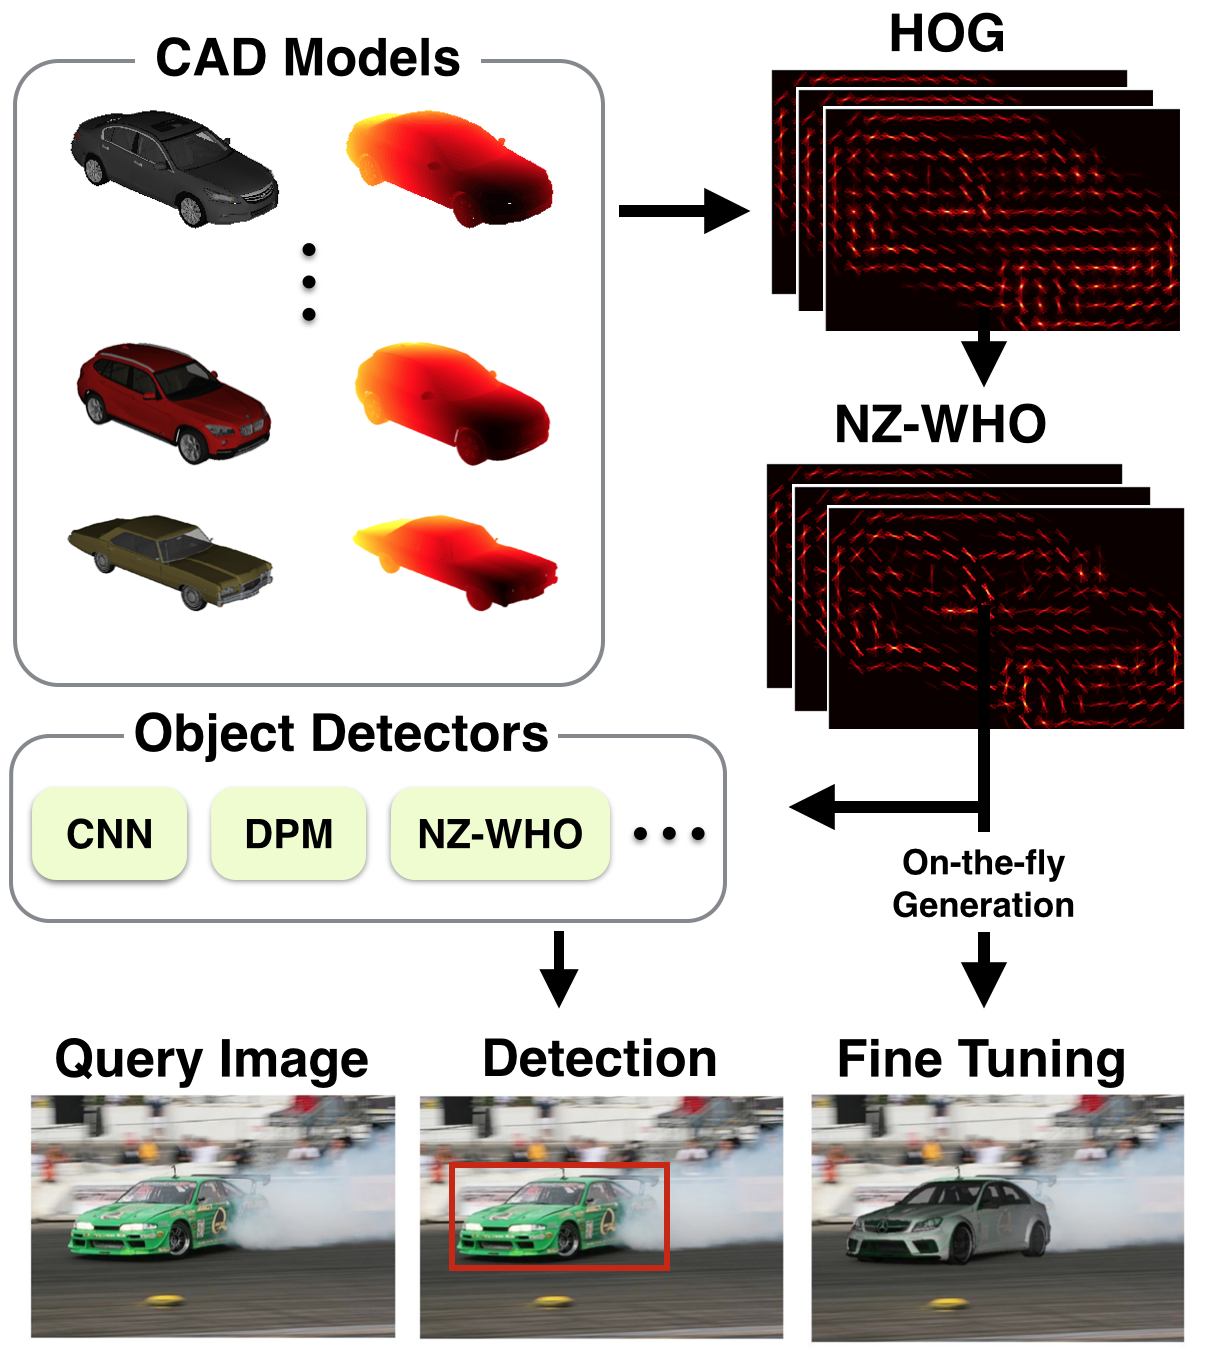 CAD Models
HOG
NZ-WHO
Object Detectors
CNN
DPM
NZ-WHO
On-the-fly
Generation
Query Image
Detection
Fine Tuning